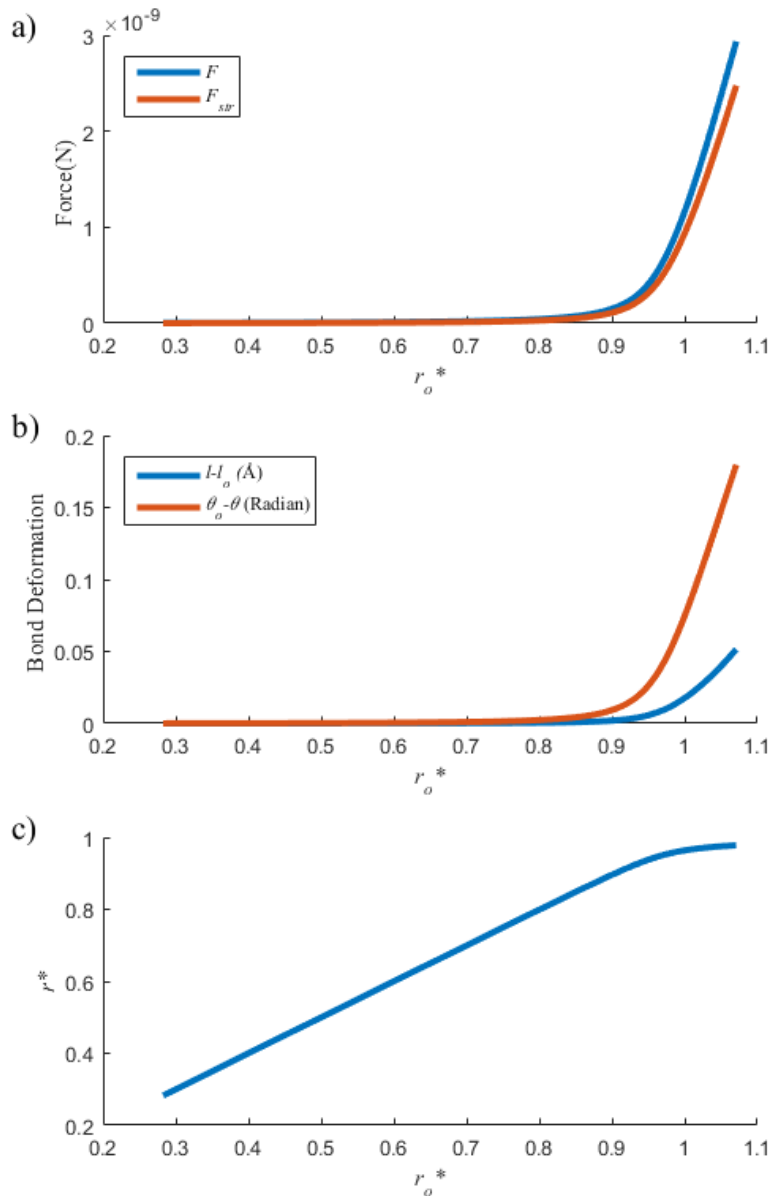 a)
×10⁻⁹
3
2
1
0
Force(N)
F
F_str
0.2 0.3 0.4 0.5 0.6 0.7 0.8 0.9 1 1.1
r_o*
b)
0.2
0.15
0.1
0.05
0
Bond Deformation
l-l_o (Å)
θ_o-θ (Radian)
0.2 0.3 0.4 0.5 0.6 0.7 0.8 0.9 1 1.1
r_o*
c)
1
0.8
0.6
0.4
0.2
r*
0.2 0.3 0.4 0.5 0.6 0.7 0.8 0.9 1 1.1
r_o*